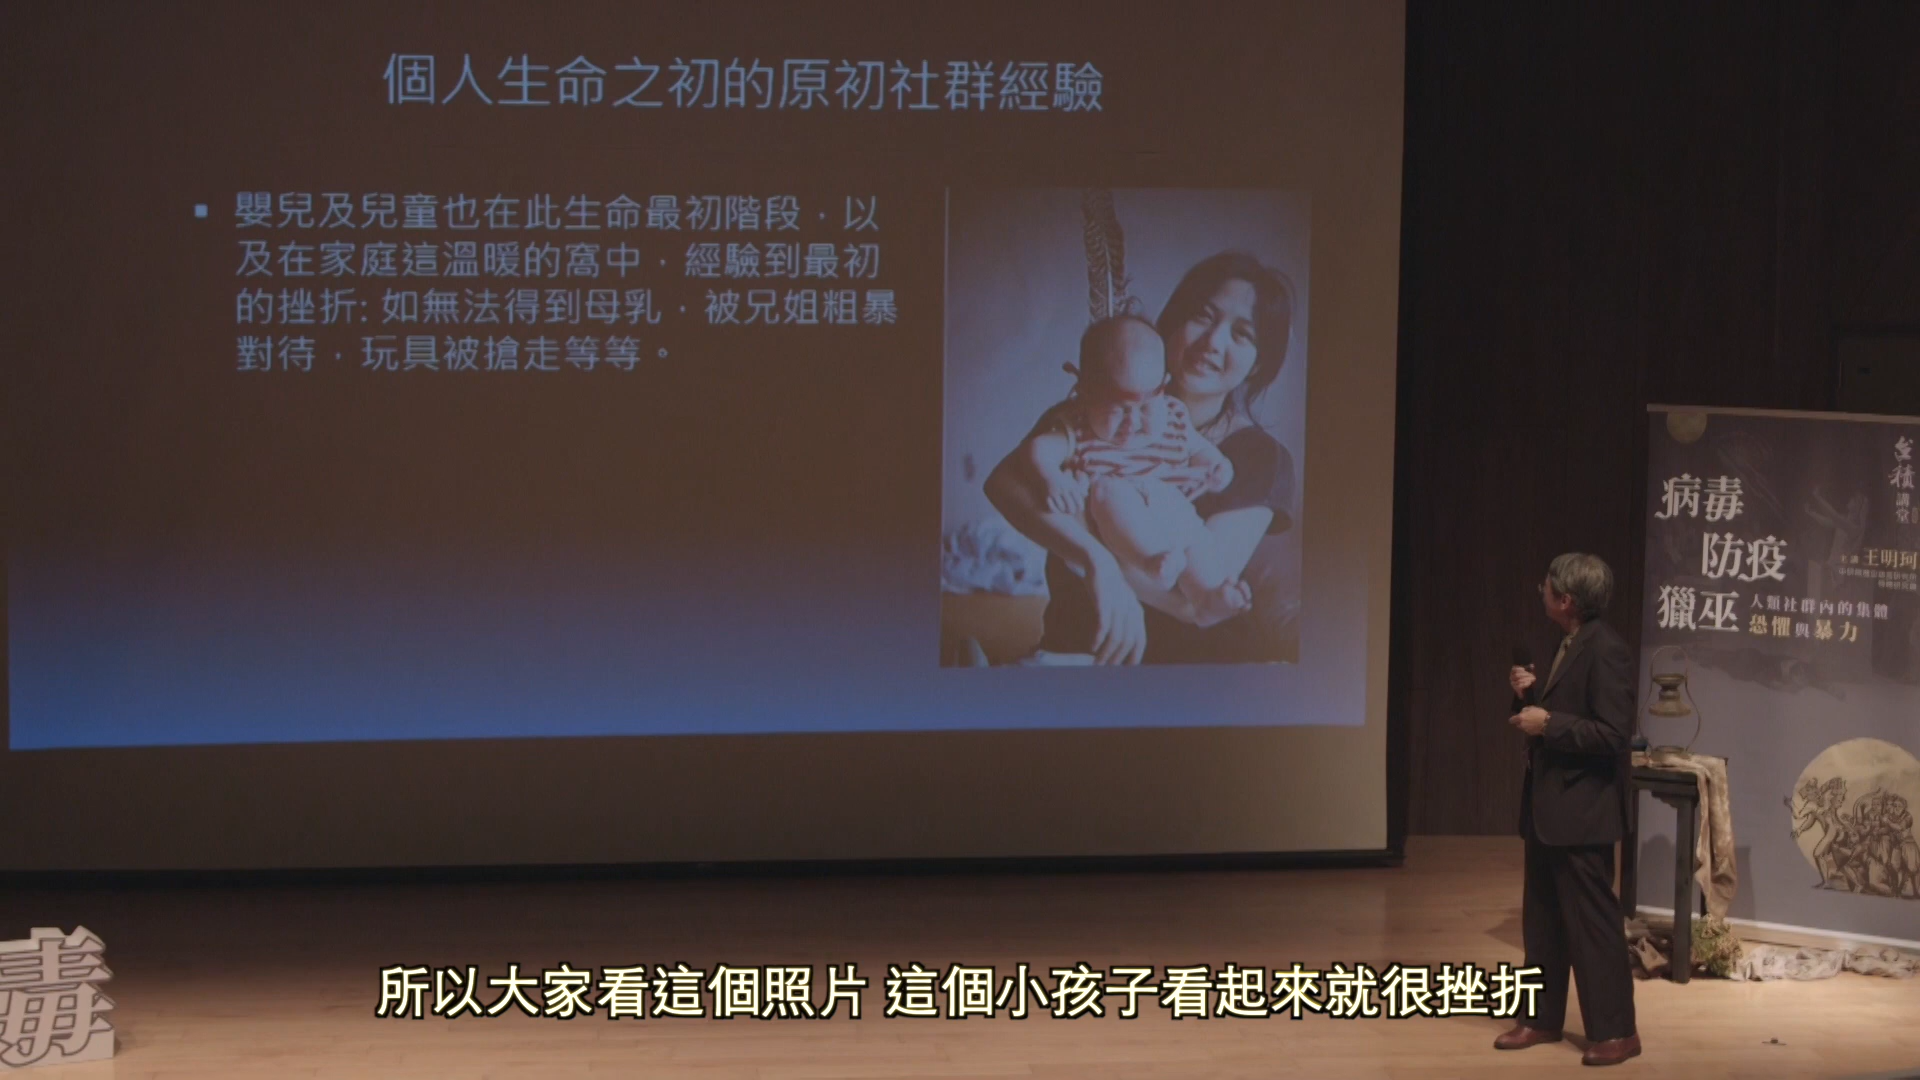 個人生命之初的原初社群經驗
▪ 嬰兒及兒童也在此生命最初階段，以
及在家庭這溫暖的窩中，經驗到最初
的挫折: 如無法得到母乳，被兄姐粗暴
對待，玩具被搶走等等。
講堂
病毒
防疫
主講 王明珂
獵巫
人類社群內的集體
恐懼與暴力
毒
所以大家看這個照片 這個小孩子看起來就很挫折